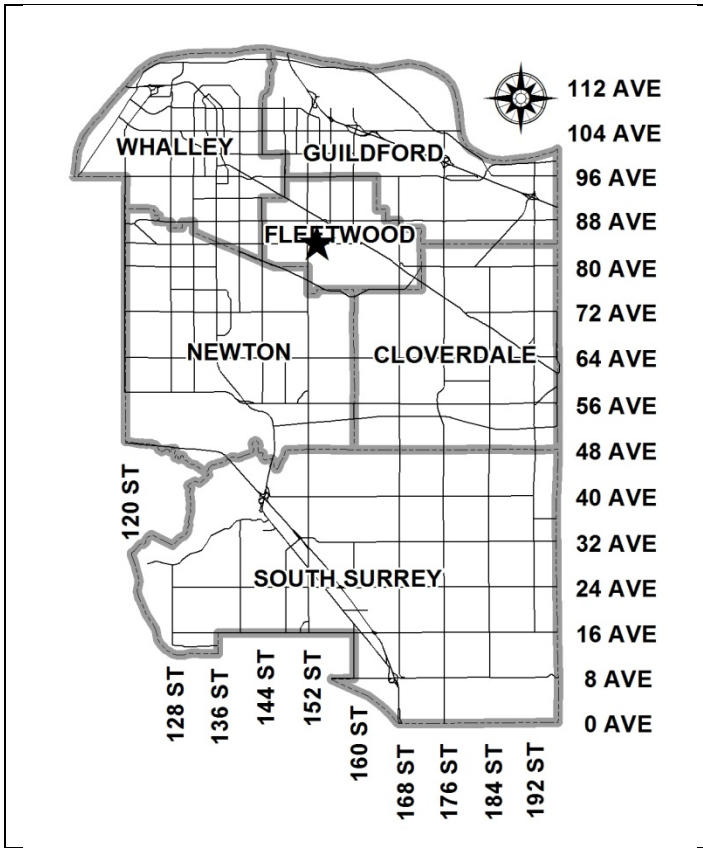 112 AVE
104 AVE
WHALLEY
GUILDFORD
96 AVE
88 AVE
FLEETWOOD
80 AVE
72 AVE
NEWTON
CLOVERDALE
64 AVE
56 AVE
48 AVE
120 ST
40 AVE
32 AVE
SOUTH SURREY
24 AVE
16 AVE
8 AVE
0 AVE
128 ST
136 ST
144 ST
152 ST
160 ST
168 ST
176 ST
184 ST
192 ST